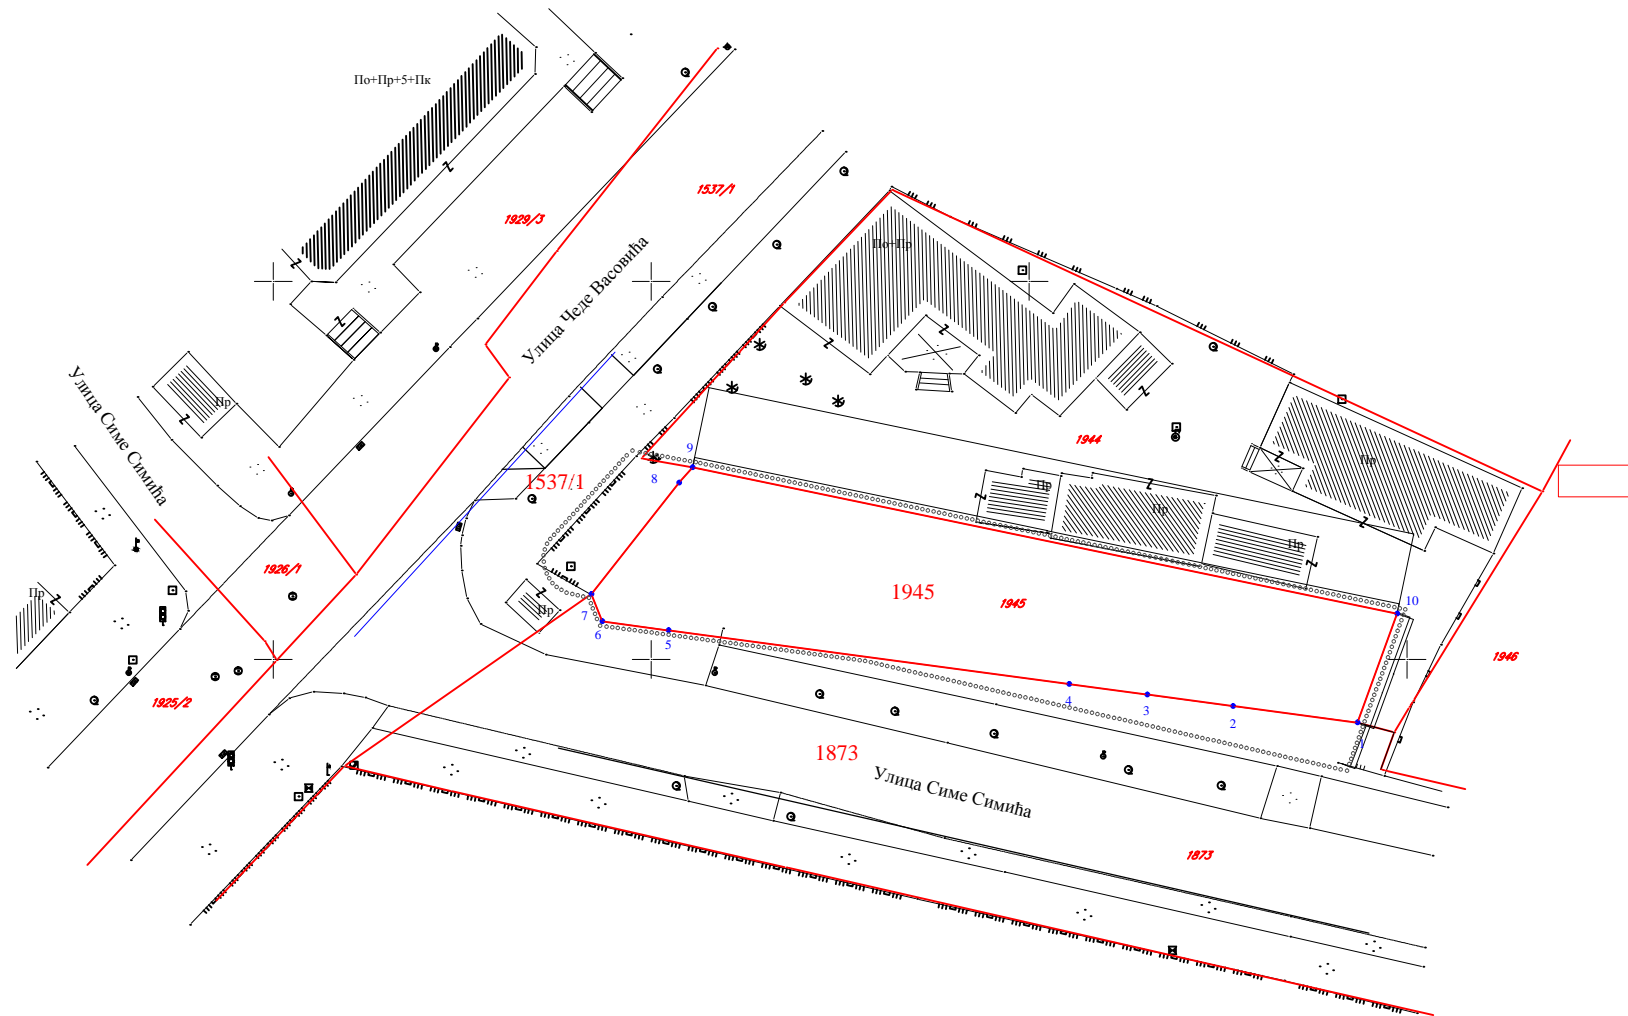 По+Пр+5+Пк
1929/3
1537/1
Улица Чеде Васовића
По+Пр
Улица Симе Симића
Пр
1944
9
8
1537/1
Пр
Пр
Пр
Пр
1926/1
Пр
1945
1945
10
Пр
7
6
5
1946
4
3
2
1
1925/2
1873
Улица Симе Симића
1873